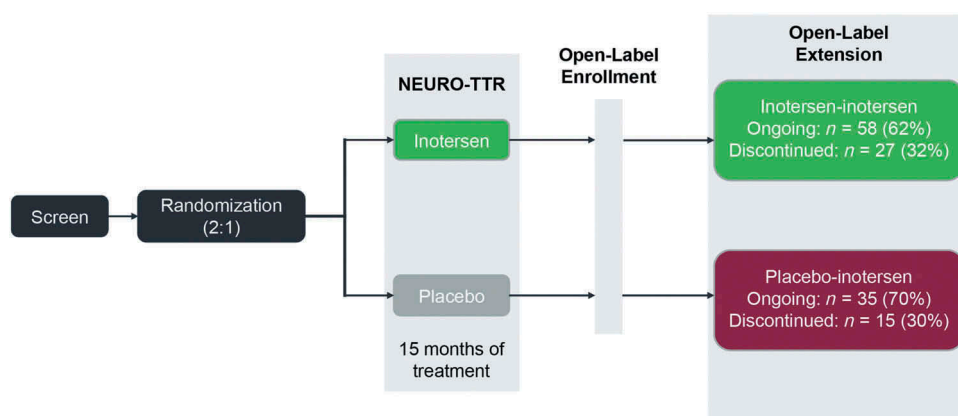 Screen
Randomization
(2:1)
NEURO-TTR
Inotersen
Placebo
15 months of
treatment
Open-Label
Enrollment
Open-Label
Extension
Inotersen-inotersen
Ongoing: n = 58 (62%)
Discontinued: n = 27 (32%)
Placebo-inotersen
Ongoing: n = 35 (70%)
Discontinued: n = 15 (30%)